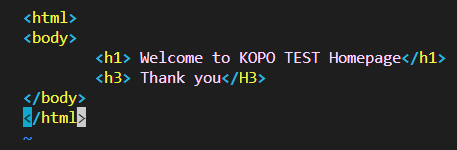 <html>
<body>
<h1> Welcome to KOPO TEST Homepage</h1>
<h3> Thank you</H3>
</body>
</html>
~